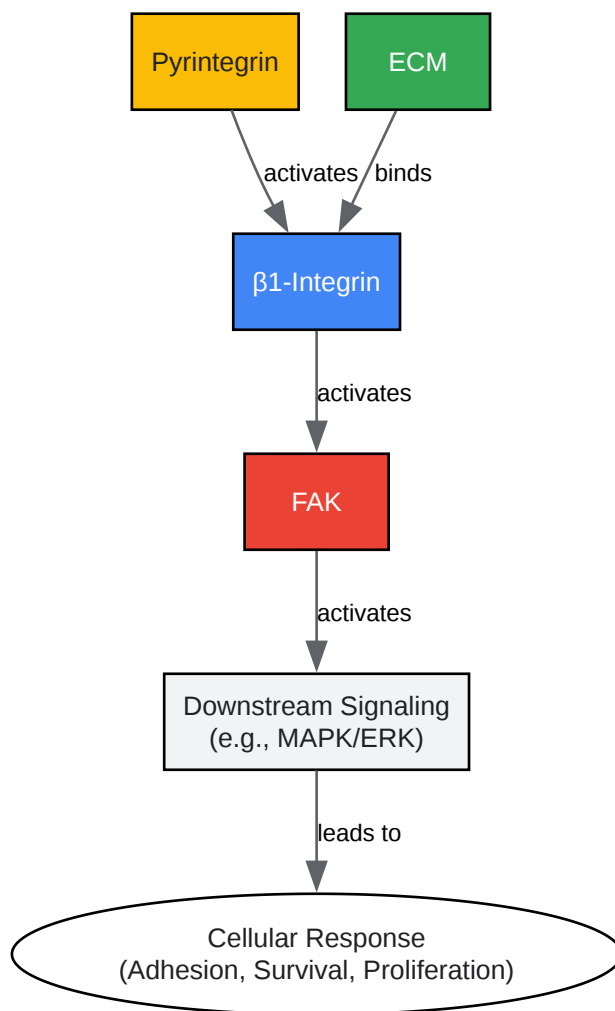 Pyrintegrin
ECM
activates
binds
β1-Integrin
activates
FAK
activates
Downstream Signaling
(e.g., MAPK/ERK)
leads to
Cellular Response
(Adhesion, Survival, Proliferation)